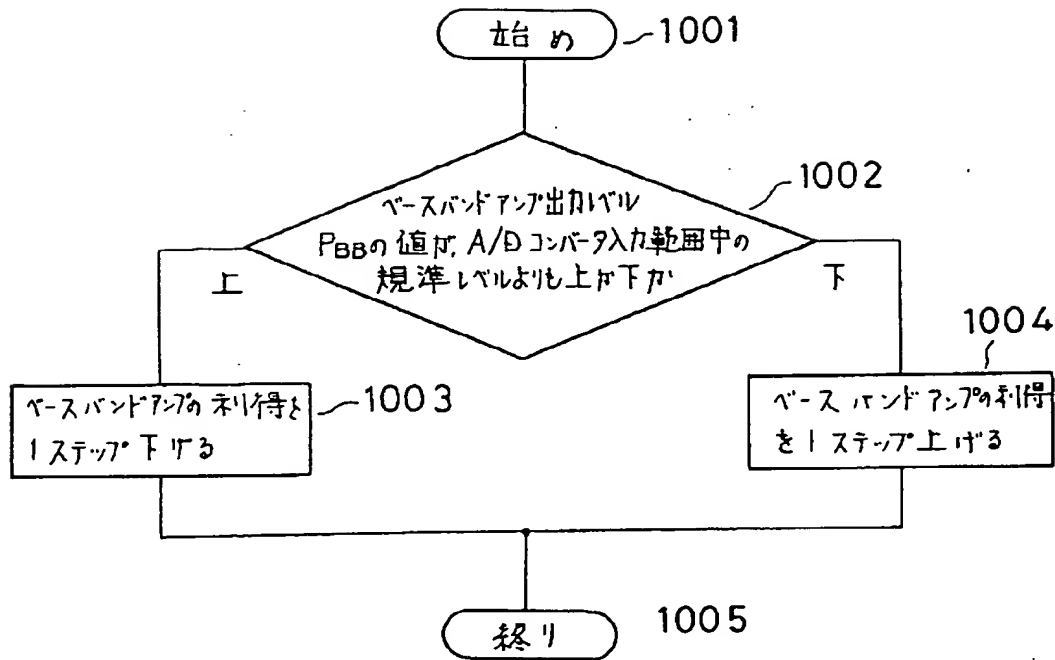 始め
1001
ベースバンドアンプ出力レベル
PBBの値が、A/Dコンバータ入力範囲中の
規準レベルよりも上か下か
1002
上
下
ベースバンドアンプの利得を
1ステップ下げる
1003
1004
ベースバンドアンプの利得
を1ステップ上げる
終り
1005